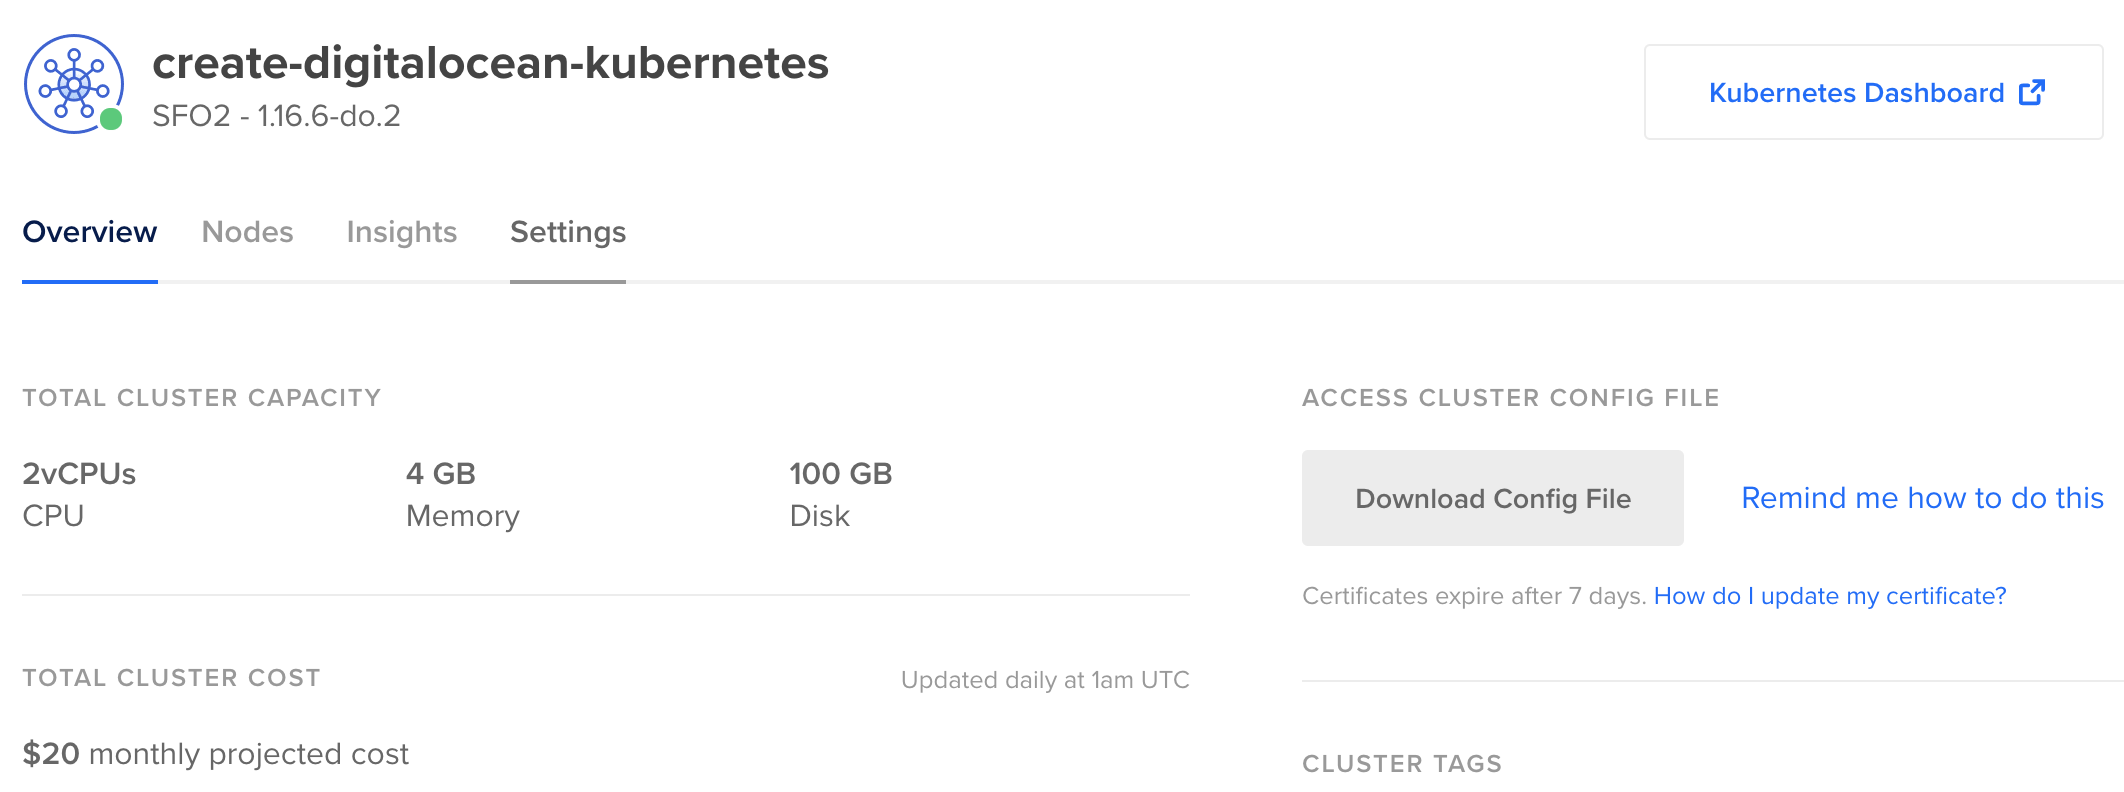 create-digitalocean-kubernetes
SFO2 - 1.16.6-do.2
Kubernetes Dashboard
Overview Nodes Insights Settings
TOTAL CLUSTER CAPACITY
2vCPUs
CPU
4 GB
Memory
100 GB
Disk
TOTAL CLUSTER COST
Updated daily at 1am UTC
$20 monthly projected cost
ACCESS CLUSTER CONFIG FILE
Download Config File
Remind me how to do this
Certificates expire after 7 days. How do I update my certificate?
CLUSTER TAGS